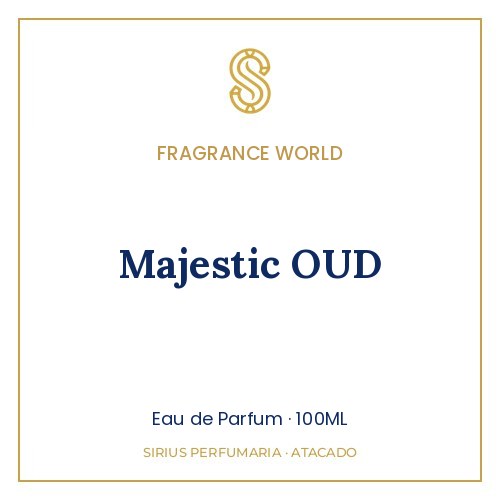 FRAGRANCE WORLD
Majestic OUD
Eau de Parfum · 100ML
SIRIUS PERFUMARIA · ATACADO